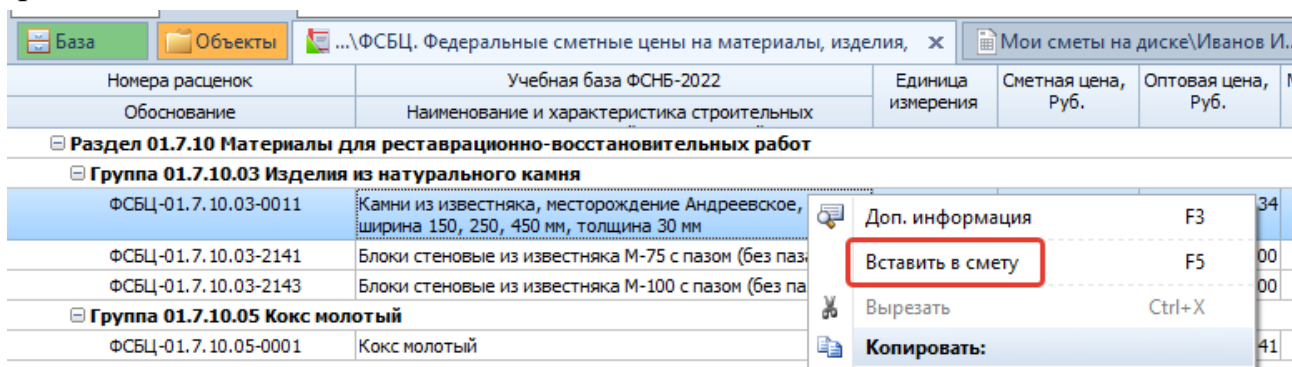 База Объекты ...\ФСБЦ. Федеральные сметные цены на материалы, изделия, Мои сметы на диске\Иванов И..
Номера расценок Учебная база ФСНБ-2022 Единица измерения Сметная цена, Руб. Оптовая цена, Руб.
Обоснование Наименование и характеристика строительных
Раздел 01.7.10 Материалы для реставрационно-восстановительных работ
Группа 01.7.10.03 Изделия из натурального камня
ФСБЦ-01.7.10.03-0011 Камни из известняка, месторождение Андреевское, 34
ширина 150, 250, 450 мм, толщина 30 мм
Доп. информация F3
ФСБЦ-01.7.10.03-2141 Блоки стеновые из известняка М-75 с пазом (без паз 00
Вставить в смету F5
ФСБЦ-01.7.10.03-2143 Блоки стеновые из известняка М-100 с пазом (без па 00
Группа 01.7.10.05 Кокс молотый
Вырезать Ctrl+X
ФСБЦ-01.7.10.05-0001 Кокс молотый 41
Копировать: